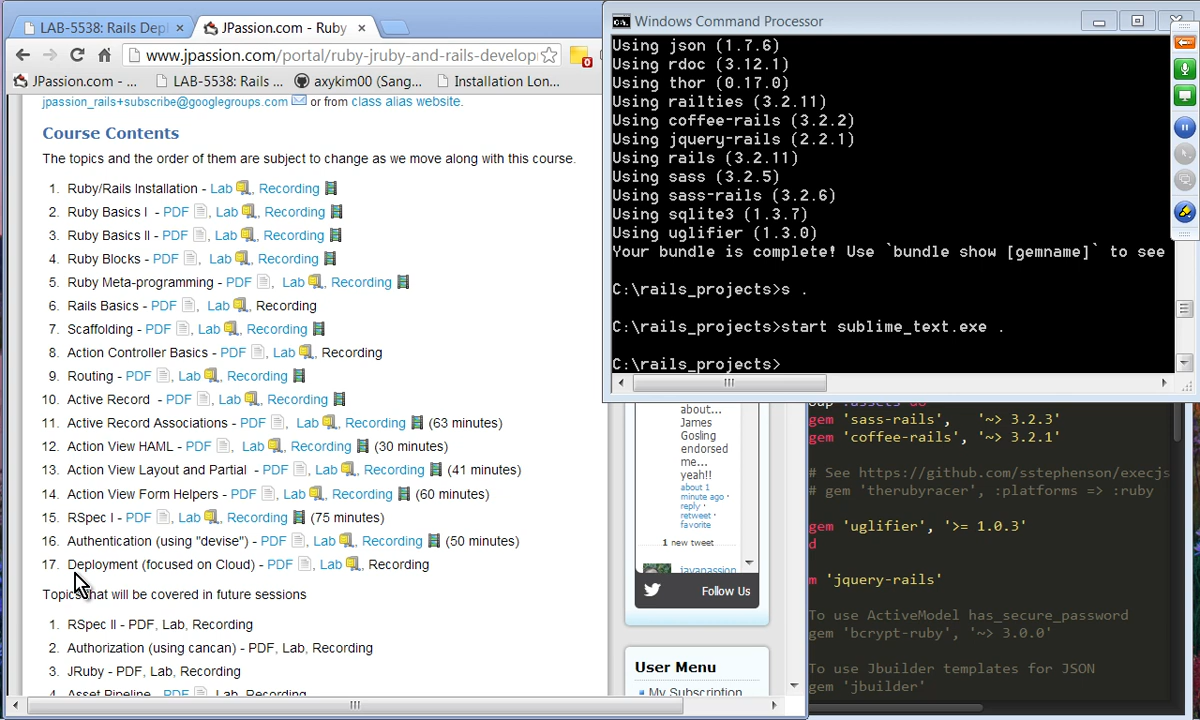 LAB-5538: Rails Depl
JPassion.com - Ruby
www.jpassion.com/portal/ruby-jruby-and-rails-develop
JPassion.com - ...
LAB-5538: Rails ...
axykim00 (Sang...
Installation Lon...
jpassion_rails+subscribe@googlegroups.com or from class alias website.
Course Contents
The topics and the order of them are subject to change as we move along with this course.
1. Ruby/Rails Installation - Lab , Recording
2. Ruby Basics I - PDF , Lab , Recording
3. Ruby Basics II - PDF , Lab , Recording
4. Ruby Blocks - PDF , Lab , Recording
5. Ruby Meta-programming - PDF , Lab , Recording
6. Rails Basics - PDF , Lab , Recording
7. Scaffolding - PDF , Lab , Recording
8. Action Controller Basics - PDF , Lab , Recording
9. Routing - PDF , Lab , Recording
10. Active Record - PDF , Lab , Recording
11. Active Record Associations - PDF , Lab , Recording (63 minutes)
12. Action View HAML - PDF , Lab , Recording (30 minutes)
13. Action View Layout and Partial - PDF , Lab , Recording (41 minutes)
14. Action View Form Helpers - PDF , Lab , Recording (60 minutes)
15. RSpec I - PDF , Lab , Recording (75 minutes)
16. Authentication (using "devise") - PDF , Lab , Recording (50 minutes)
17. Deployment (focused on Cloud) - PDF , Lab , Recording
Topics that will be covered in future sessions
1. RSpec II - PDF, Lab, Recording
2. Authorization (using cancan) - PDF, Lab, Recording
3. JRuby - PDF, Lab, Recording
4. Asset Pipeline - PDF , Lab, Recording
about...
James
Gosling
endorsed
me...
yeah!!
about 1
minute ago ·
reply ·
retweet ·
favorite
1 new tweet
javapassion
Follow Us
User Menu
My Subscription
Windows Command Processor
Using json (1.7.6)
Using rdoc (3.12.1)
Using thor (0.17.0)
Using railties (3.2.11)
Using coffee-rails (3.2.2)
Using jquery-rails (2.2.1)
Using rails (3.2.11)
Using sass (3.2.5)
Using sass-rails (3.2.6)
Using sqlite3 (1.3.7)
Using uglifier (1.3.0)
Your bundle is complete! Use `bundle show [gemname]` to see
C:\rails_projects>s .
C:\rails_projects>start sublime_text.exe .
C:\rails_projects>
oup :assets do
gem 'sass-rails', '~> 3.2.3'
gem 'coffee-rails', '~> 3.2.1'
# See https://github.com/sstephenson/execjs
# gem 'therubyracer', :platforms => :ruby
gem 'uglifier', '>= 1.0.3'
d
m 'jquery-rails'
To use ActiveModel has_secure_password
gem 'bcrypt-ruby', '~> 3.0.0'
To use Jbuilder templates for JSON
gem 'jbuilder'